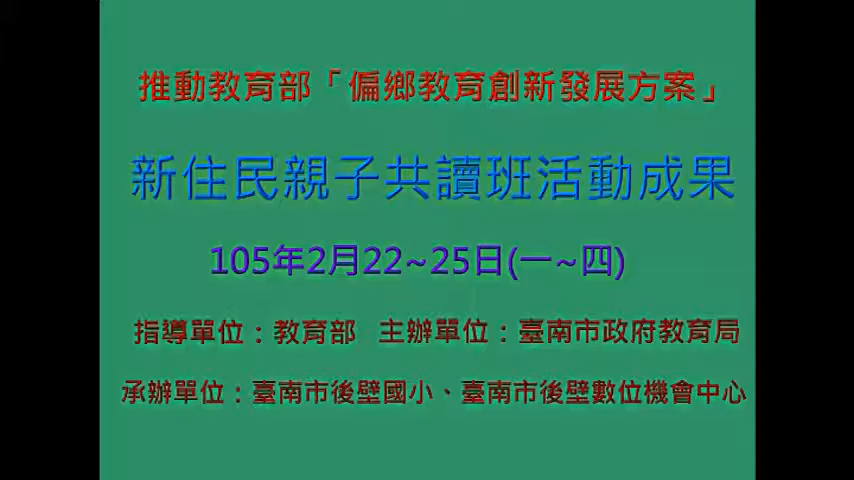 推動教育部「偏鄉教育創新發展方案」
新住民親子共讀班活動成果
105年2月22~25日(一~四)
指導單位：教育部 主辦單位：臺南市政府教育局
承辦單位：臺南市後壁國小、臺南市後壁數位機會中心